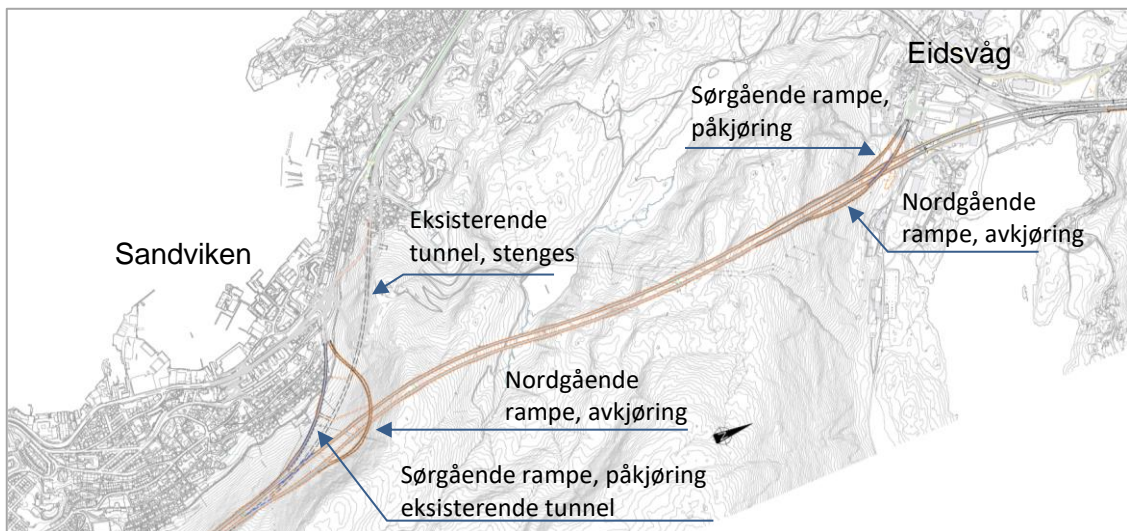 Eidsvåg
Sørgående rampe,
påkjøring
Nordgående
rampe, avkjøring
Eksisterende
tunnel, stenges
Sandviken
Nordgående
rampe, avkjøring
Sørgående rampe, påkjøring
eksisterende tunnel